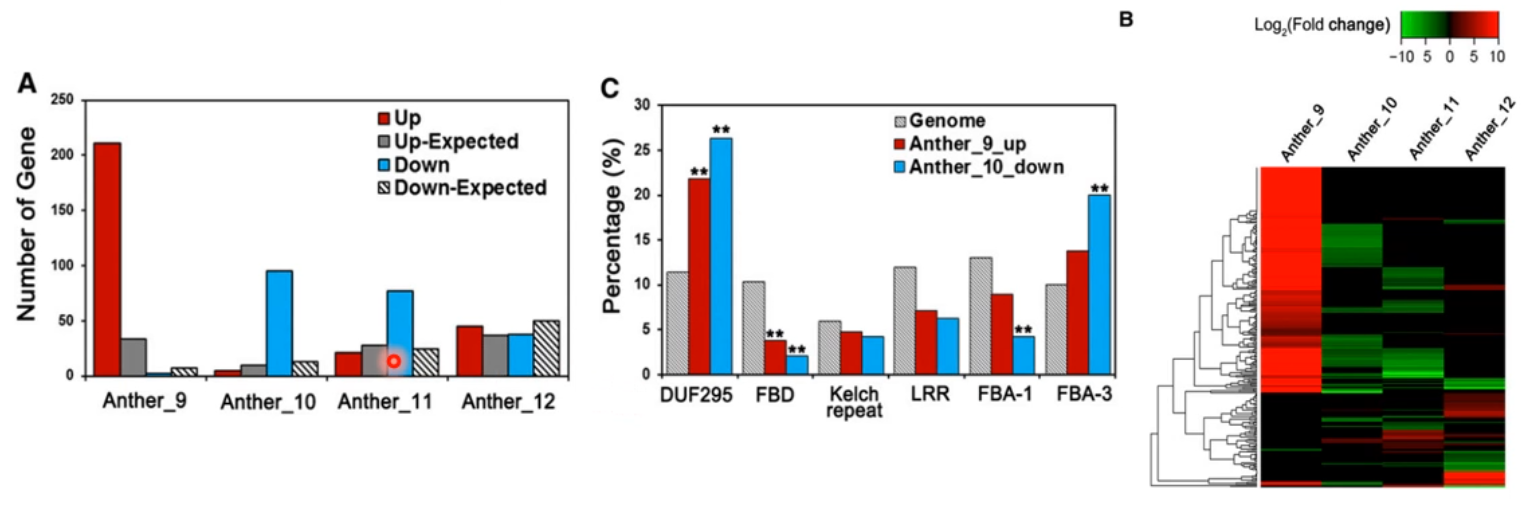 A
Number of Gene
250
200
150
100
50
0
Up
Up-Expected
Down
Down-Expected
Anther_9
Anther_10
Anther_11
Anther_12
C
Percentage (%)
30
25
20
15
10
5
0
Genome
Anther_9_up
Anther_10_down
**
**
**
**
**
**
DUF295
FBD
Kelch
repeat
LRR
FBA-1
FBA-3
B
Log2(Fold change)
−10 5 0 5 10
Anther_9
Anther_10
Anther_11
Anther_12